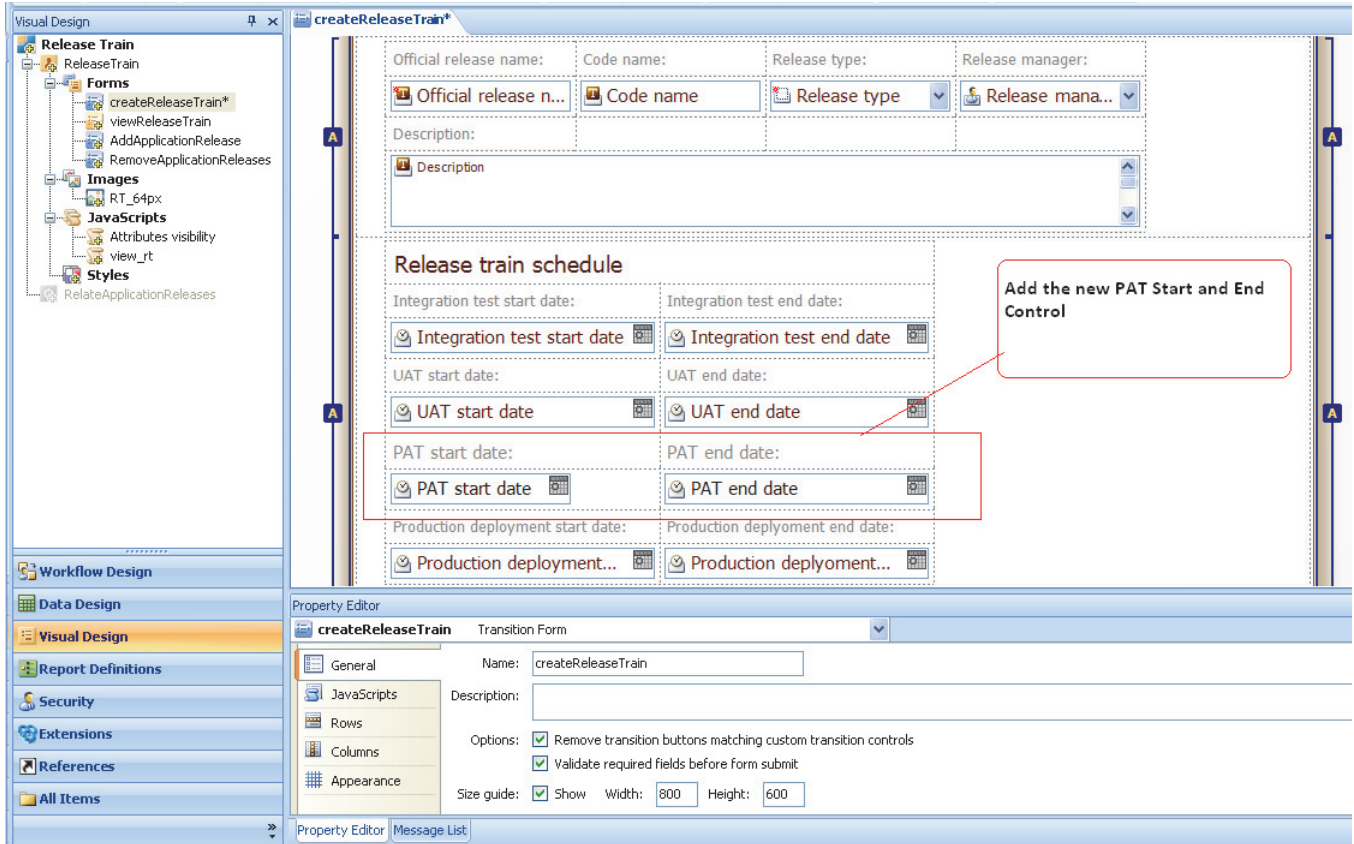 Visual Design
createReleaseTrain*
Release Train
ReleaseTrain
Forms
createReleaseTrain*
viewReleaseTrain
AddApplicationRelease
RemoveApplicationReleases
Images
RT_64px
JavaScripts
Attributes visibility
view_rt
Styles
RelateApplicationReleases
Workflow Design
Data Design
Visual Design
Report Definitions
Security
Extensions
References
All Items
Official release name: Code name: Release type: Release manager:
Official release n... Code name Release type Release mana...
Description:
A A
Description
Release train schedule
Integration test start date: Integration test end date:
Integration test start date Integration test end date
UAT start date: UAT end date:
UAT start date UAT end date
A A
PAT start date: PAT end date:
PAT start date PAT end date
Production deployment start date: Production deplyoment end date:
Production deployment... Production deplyoment...
Add the new PAT Start and End
Control
Property Editor
createReleaseTrain Transition Form
General
JavaScripts
Rows
Columns
Appearance
Name: createReleaseTrain
Description:
Options: Remove transition buttons matching custom transition controls
Validate required fields before form submit
Size guide: Show Width: 800 Height: 600
Property Editor Message List